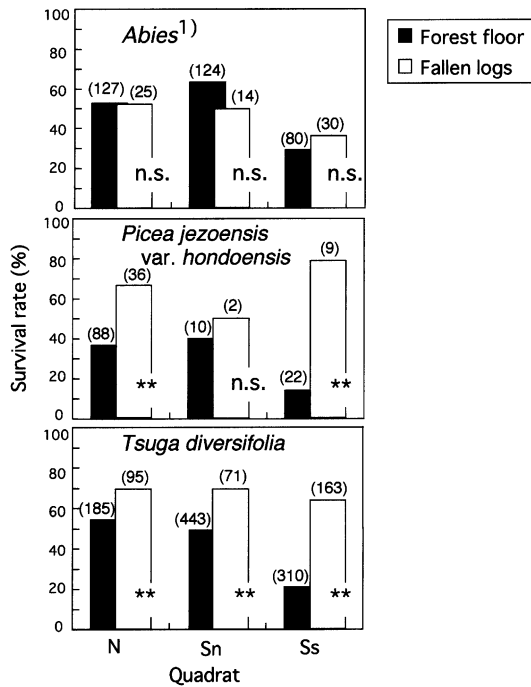 Forest floor
Fallen logs
Survival rate (%)
Abies1)
100
80
60
40
20
0
(127) (25)
(124)
(14)
(80) (30)
n.s. n.s. n.s.
Picea jezoensis
var. hondoensis
100
80
60
40
20
0
(88) (36)
(10) (2)
(22) (9)
** n.s. **
Tsuga diversifolia
100
80
60
40
20
0
(185) (95)
(443) (71)
(310) (163)
** ** **
N Sn Ss
Quadrat